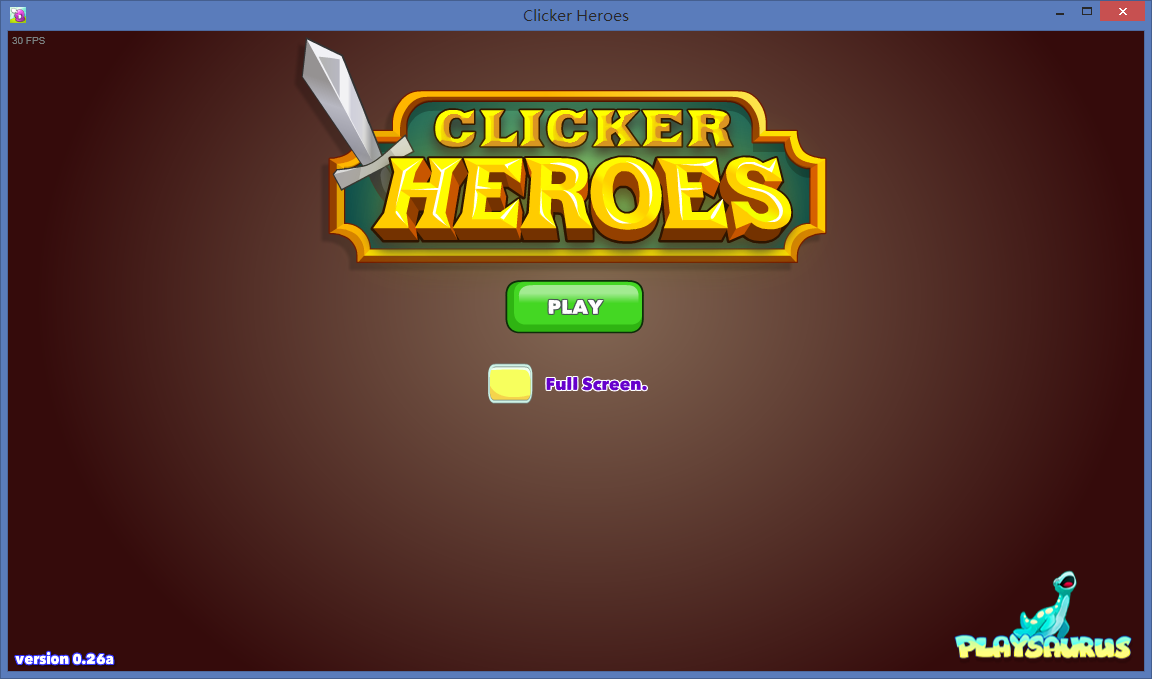 Clicker Heroes
30 FPS
CLICKER
HEROES
PLAY
Full Screen.
PLAYSAURUS
version 0.26a